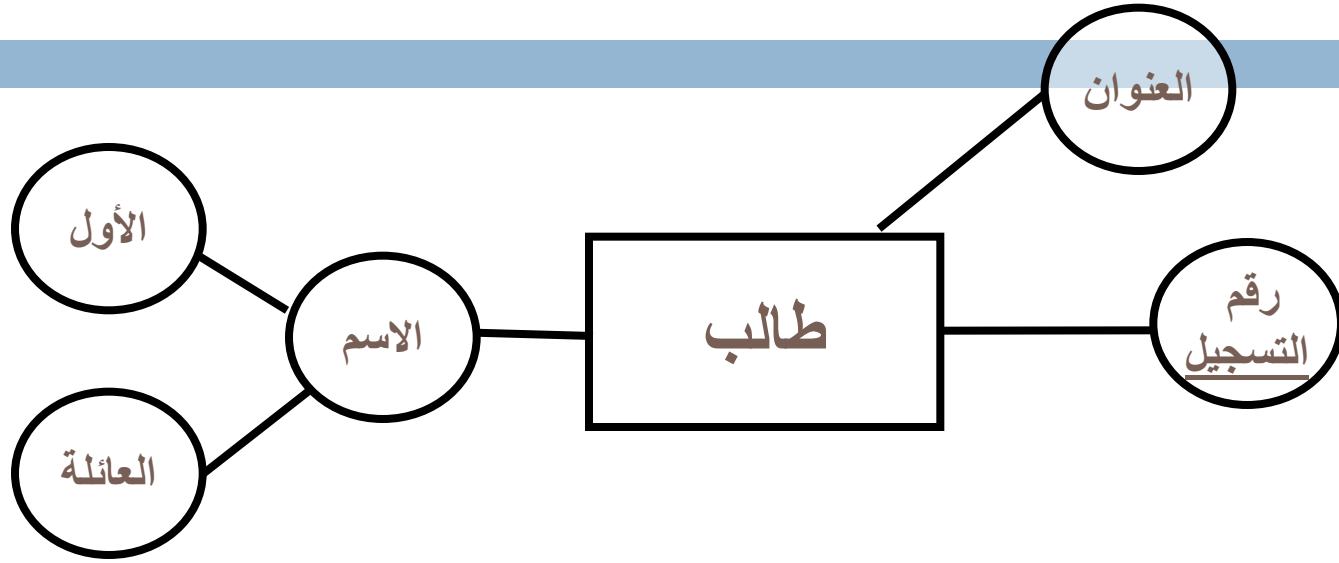 العنوان
الأول
رقم
التسجيل
طالب
الاسم
العائلة